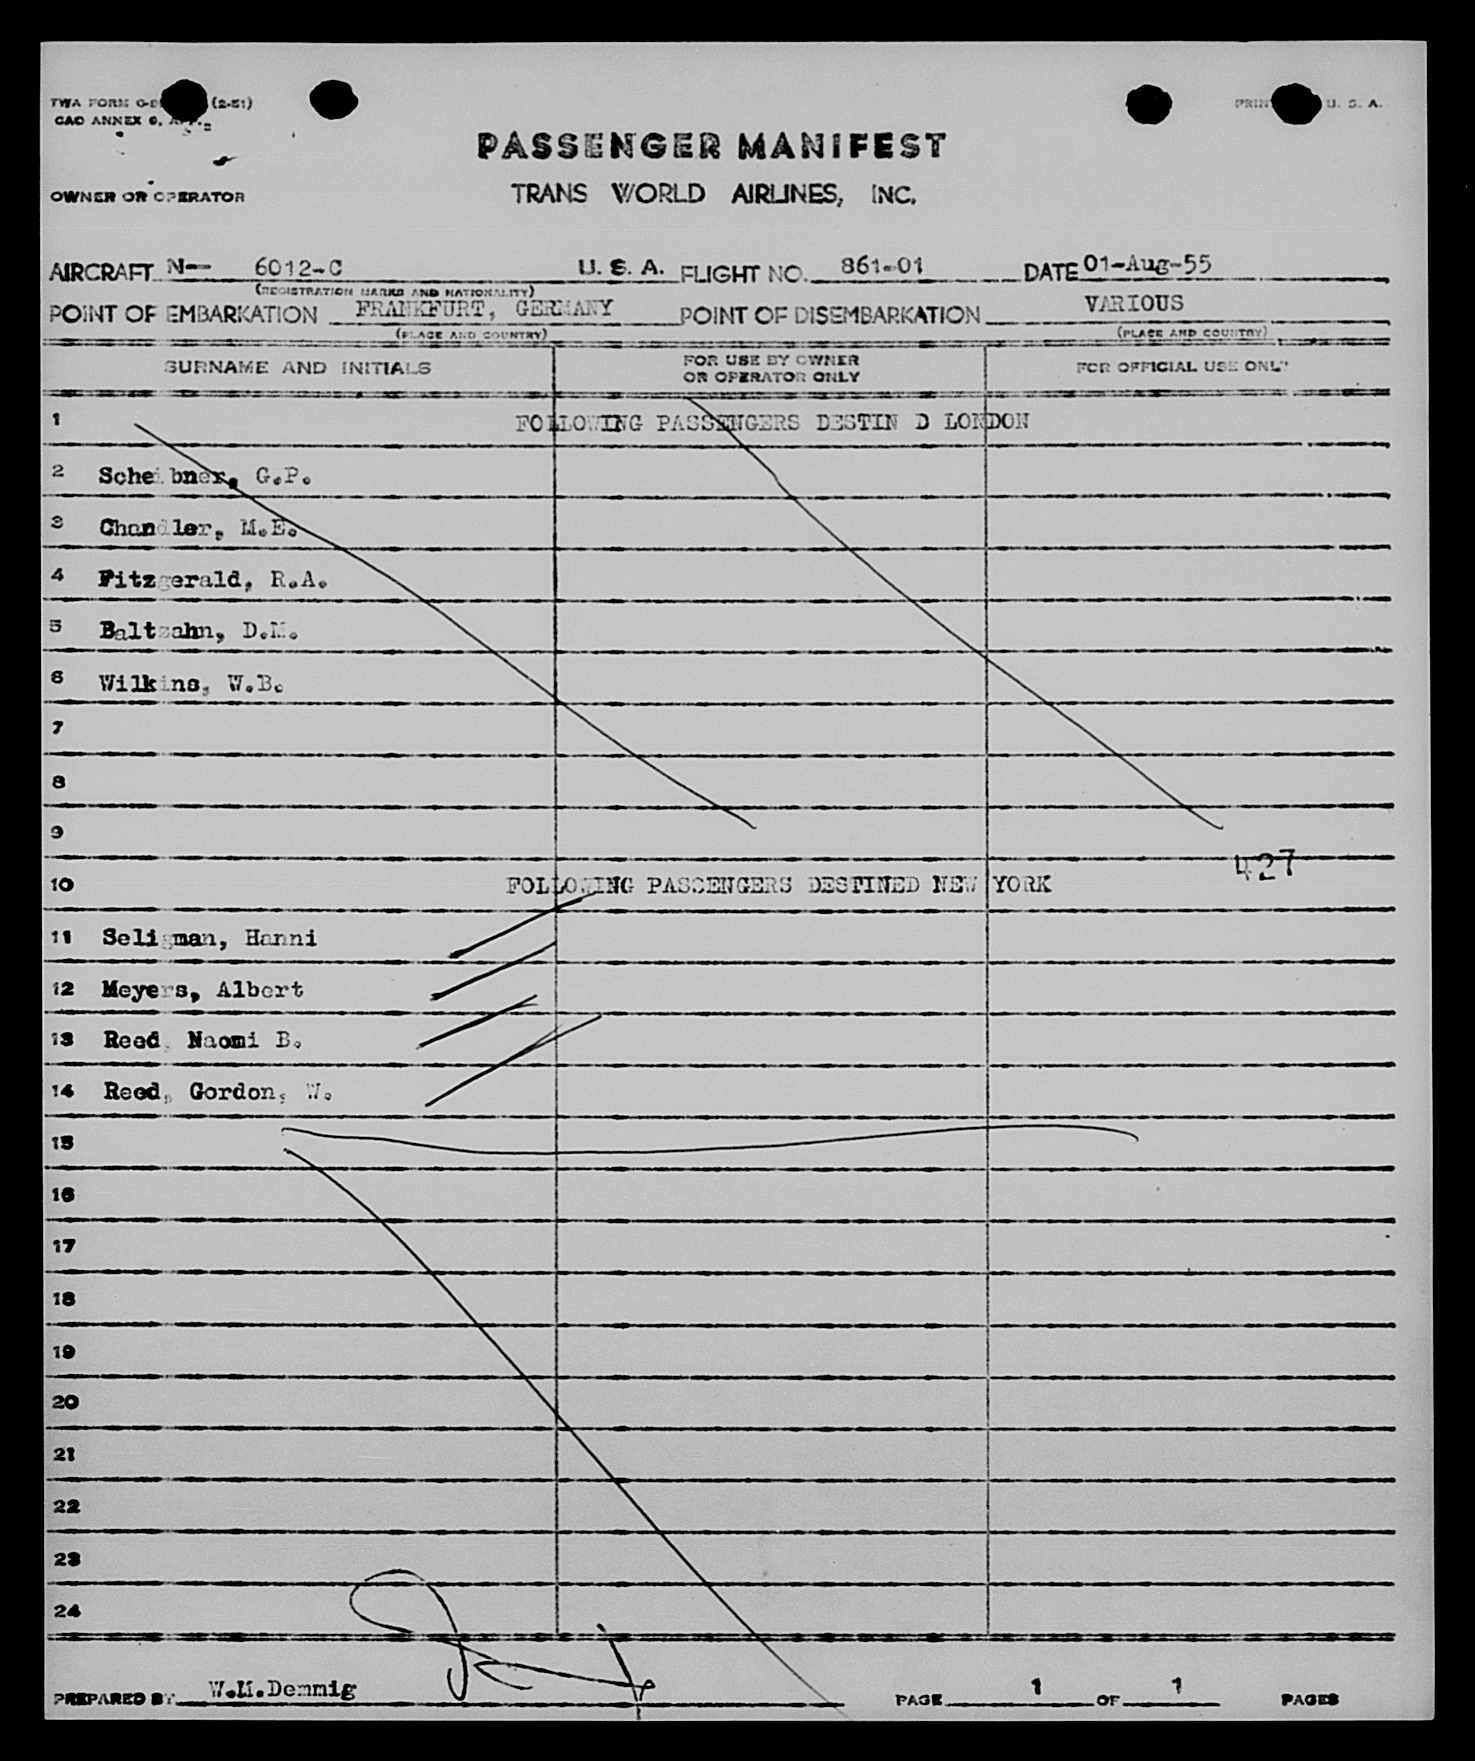 TWA FORM (2-51)
PRIN U. S. A.
CAO ANNEX 9, APP.
PASSENGER MANIFEST
OWNER OR OPERATOR
TRANS WORLD AIRLINES, INC.
AIRCRAFT N-- 6012-C U. S. A. FLIGHT NO. 861-01 DATE 01-Aug-55
(REGISTRATION MARKS AND NATIONALITY)
POINT OF EMBARKATION FRANKFURT, GERMANY POINT OF DISEMBARKATION VARIOUS
(PLACE AND COUNTRY) (PLACE AND COUNTRY)
SURNAME AND INITIALS FOR USE BY OWNER OR OPERATOR ONLY FOR OFFICIAL USE ONLY
1 FOLLOWING PASSENGERS DESTIN D LONDON
2 Scheibner, G.P.
3 Chandler, M.E.
4 Fitzgerald, R.A.
5 Baltzahn, D.M.
6 Wilkins, W.B.
7
8
9
427
10 FOLLOWING PASSENGERS DESTINED NEW YORK
11 Seligman, Hanni
12 Meyers, Albert
13 Reed, Naomi B.
14 Reed, Gordon, W.
15
16
17
18
19
20
21
22
23
24
PREPARED BY W.M.Demmig PAGE 1 OF 1 PAGES